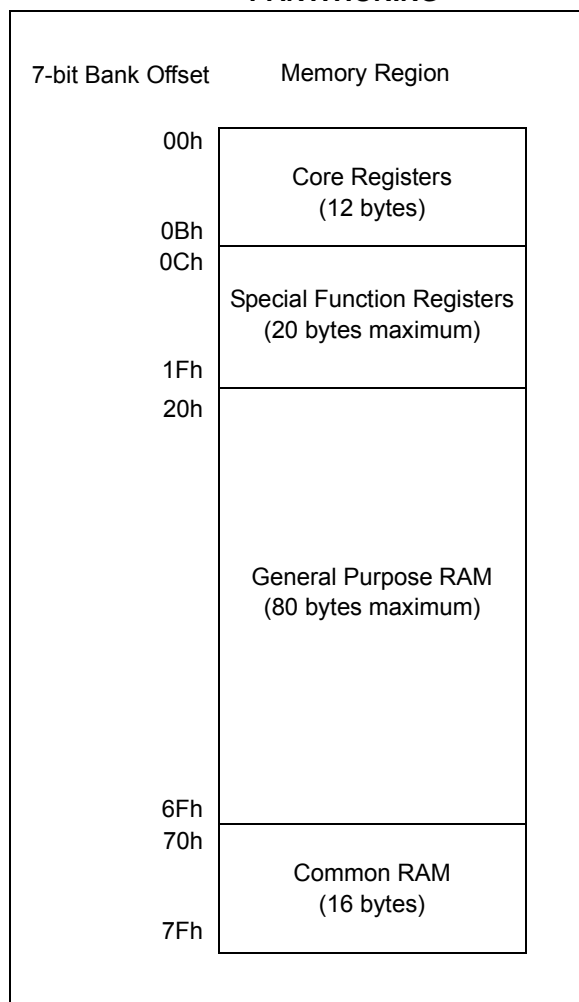 7-bit Bank Offset Memory Region
00h
Core Registers
(12 bytes)
0Bh
0Ch
Special Function Registers
(20 bytes maximum)
1Fh
20h
General Purpose RAM
(80 bytes maximum)
6Fh
70h
Common RAM
(16 bytes)
7Fh